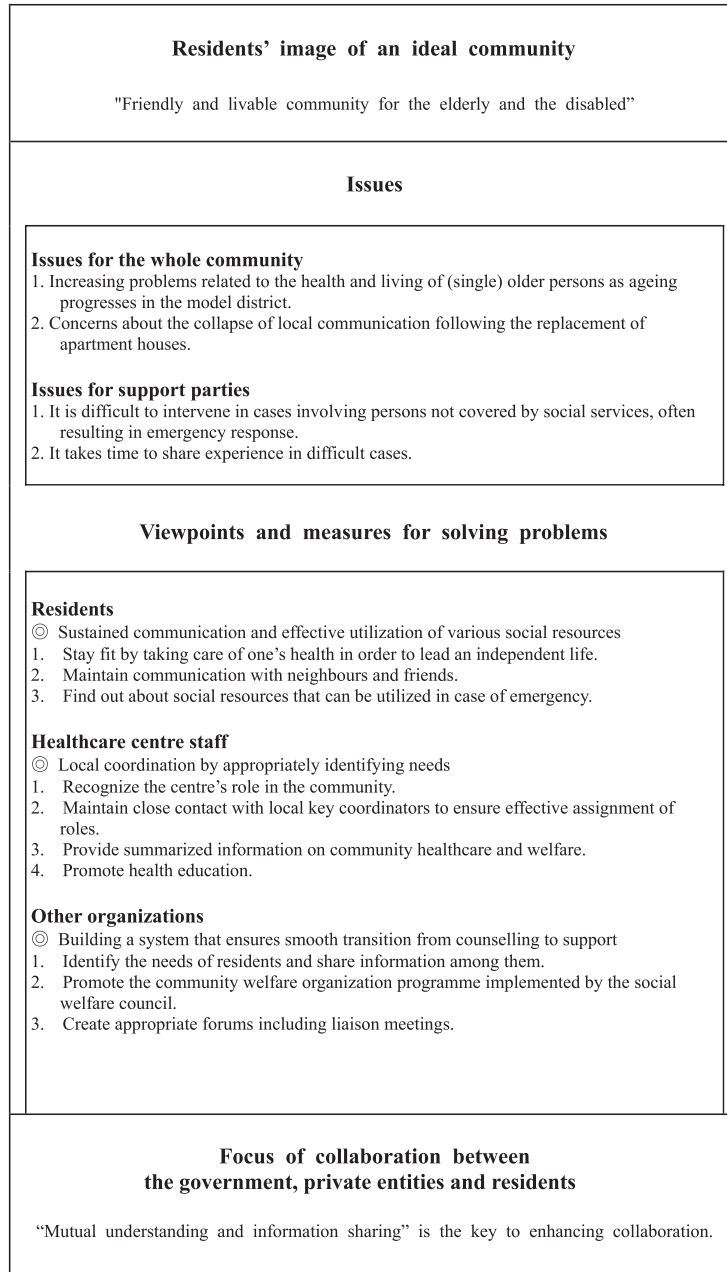 Residents’ image of an ideal community
"Friendly and livable community for the elderly and the disabled”
Issues
Issues for the whole community
1. Increasing problems related to the health and living of (single) older persons as ageing
progresses in the model district.
2. Concerns about the collapse of local communication following the replacement of
apartment houses.
Issues for support parties
1. It is difficult to intervene in cases involving persons not covered by social services, often
resulting in emergency response.
2. It takes time to share experience in difficult cases.
Viewpoints and measures for solving problems
Residents
◎ Sustained communication and effective utilization of various social resources
1. Stay fit by taking care of one’s health in order to lead an independent life.
2. Maintain communication with neighbours and friends.
3. Find out about social resources that can be utilized in case of emergency.
Healthcare centre staff
◎ Local coordination by appropriately identifying needs
1. Recognize the centre’s role in the community.
2. Maintain close contact with local key coordinators to ensure effective assignment of
roles.
3. Provide summarized information on community healthcare and welfare.
4. Promote health education.
Other organizations
◎ Building a system that ensures smooth transition from counselling to support
1. Identify the needs of residents and share information among them.
2. Promote the community welfare organization programme implemented by the social
welfare council.
3. Create appropriate forums including liaison meetings.
Focus of collaboration between
the government, private entities and residents
“Mutual understanding and information sharing” is the key to enhancing collaboration.